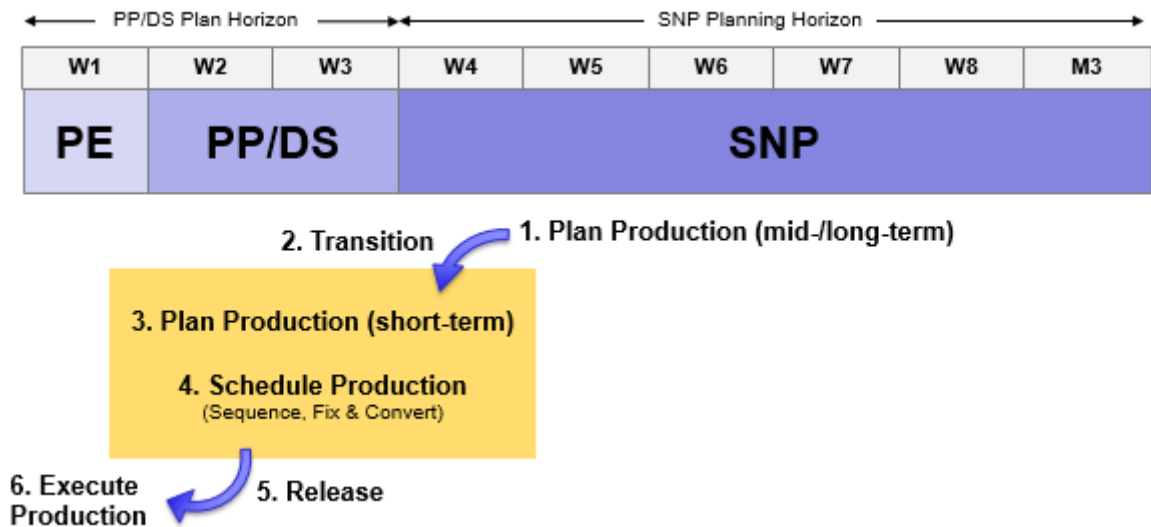 PP/DS Plan Horizon SNP Planning Horizon
W1 W2 W3 W4 W5 W6 W7 W8 M3
PE PP/DS SNP
1. Plan Production (mid-/long-term)
2. Transition
3. Plan Production (short-term)
4. Schedule Production
(Sequence, Fix & Convert)
5. Release
6. Execute
Production